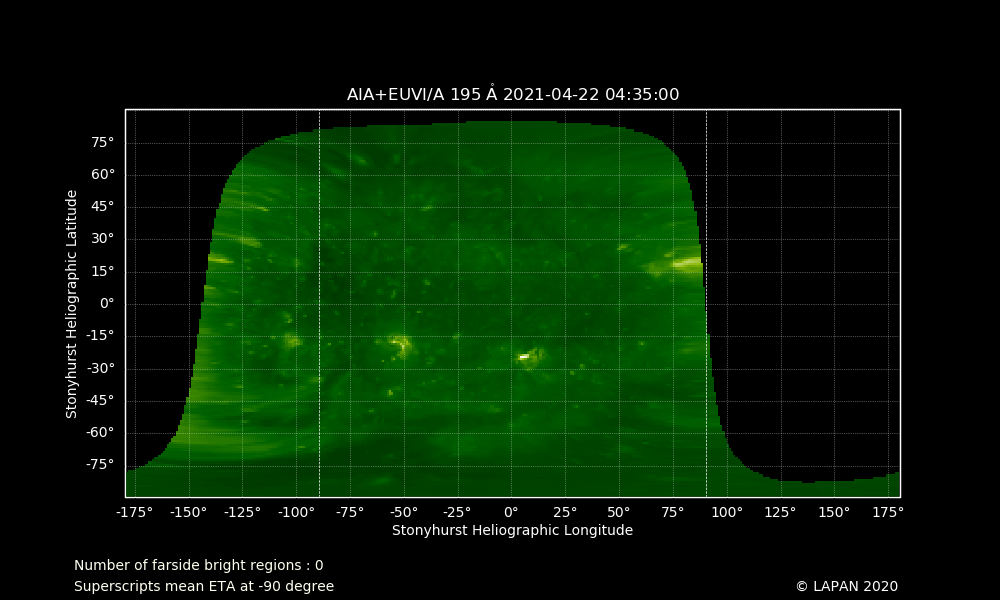 AIA+EUVI/A 195 Å 2021-04-22 04:35:00
75°
60°
45°
30°
15°
0°
-15°
-30°
-45°
-60°
-75°
Stonyhurst Heliographic Latitude
-175° -150° -125° -100° -75° -50° -25° 0° 25° 50° 75° 100° 125° 150° 175°
Stonyhurst Heliographic Longitude
Number of farside bright regions : 0
Superscripts mean ETA at -90 degree
© LAPAN 2020